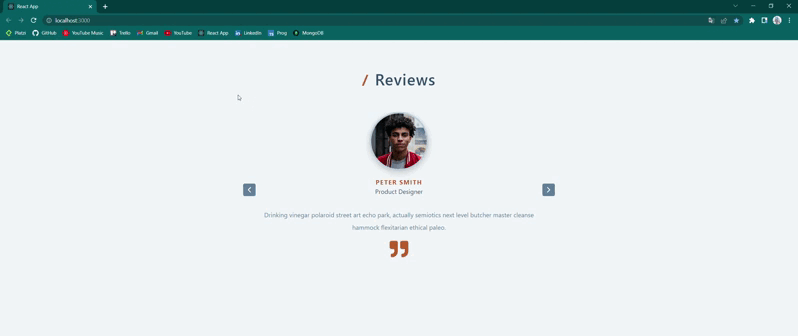 React App
localhost:3000
Platzi GitHub YouTube Music Trello Gmail YouTube React App LinkedIn Prog MongoDB
/ Reviews
PETER SMITH
Product Designer
Drinking vinegar polaroid street art echo park, actually semiotics next level butcher master cleanse
hammock flexitarian ethical paleo.